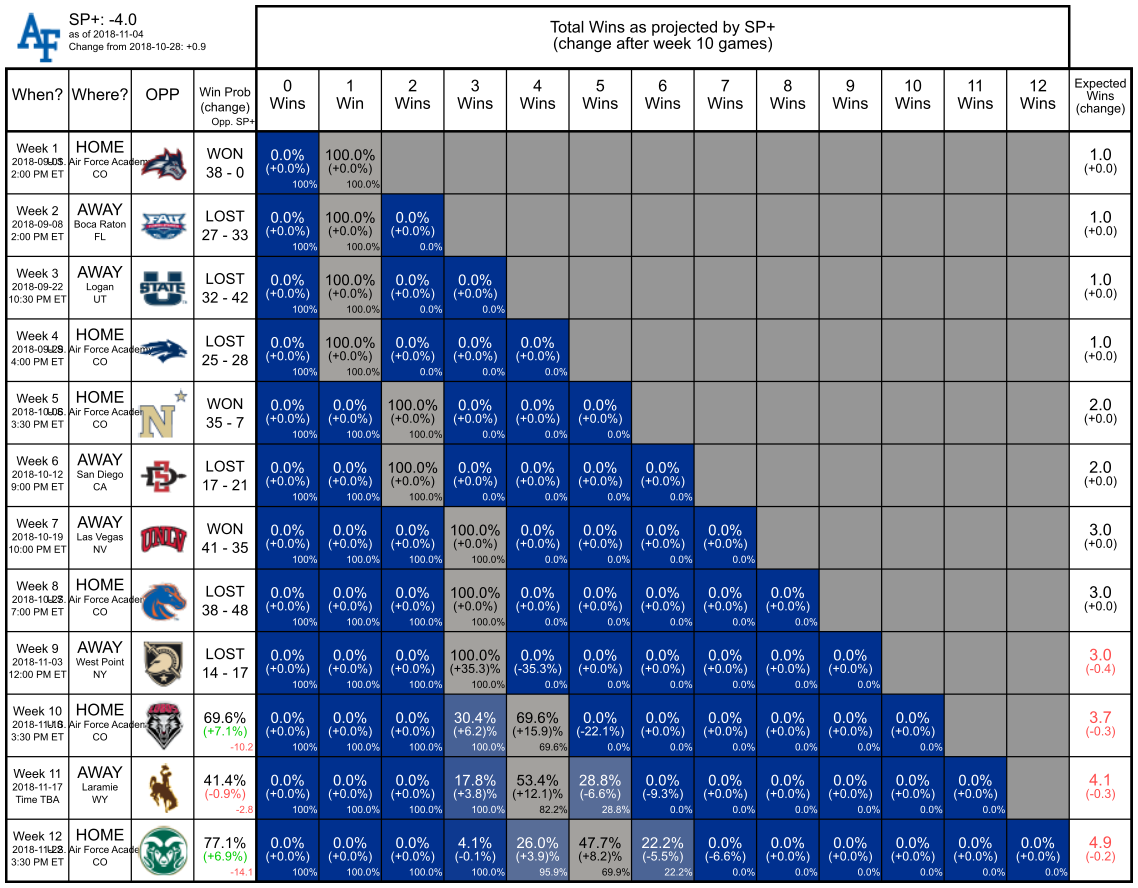 AF
SP+: -4.0
as of 2018-11-04
Change from 2018-10-28: +0.9
Total Wins as projected by SP+
(change after week 10 games)
When? Where? OPP
Win Prob
(change)
Opp. SP+
0 Wins
1 Win
2 Wins
3 Wins
4 Wins
5 Wins
6 Wins
7 Wins
8 Wins
9 Wins
10 Wins
11 Wins
12 Wins
Expected
Wins
(change)
Week 1 HOME WON 0.0% 100.0% 1.0
Air Force Academy 38 - 0 (+0.0%) (+0.0%) (+0.0)
2:00 PM ET CO 100% 100.0%
Week 2 AWAY LOST 0.0% 100.0% 0.0% 1.0
2018-09-08 Boca Raton FAU 27 - 33 (+0.0%) (+0.0%) (+0.0%) (+0.0)
2:00 PM ET FL 100% 100.0% 0.0%
Week 3 AWAY LOST 0.0% 100.0% 0.0% 0.0% 1.0
2018-09-22 Logan U STATE 32 - 42 (+0.0%) (+0.0%) (+0.0%) (+0.0%) (+0.0)
10:30 PM ET UT 100% 100.0% 0.0% 0.0%
Week 4 HOME LOST 0.0% 100.0% 0.0% 0.0% 0.0% 1.0
Air Force Academy 25 - 28 (+0.0%) (+0.0%) (+0.0%) (+0.0%) (+0.0%) (+0.0)
4:00 PM ET CO 100% 100.0% 0.0% 0.0% 0.0%
Week 5 HOME WON 0.0% 0.0% 100.0% 0.0% 0.0% 0.0% 2.0
Air Force N 35 - 7 (+0.0%) (+0.0%) (+0.0%) (+0.0%) (+0.0%) (+0.0%) (+0.0)
3:30 PM ET CO 100% 100.0% 100.0% 0.0% 0.0% 0.0%
Week 6 AWAY LOST 0.0% 0.0% 100.0% 0.0% 0.0% 0.0% 0.0% 2.0
2018-10-12 San Diego SD 17 - 21 (+0.0%) (+0.0%) (+0.0%) (+0.0%) (+0.0%) (+0.0%) (+0.0%) (+0.0)
9:00 PM ET CA 100% 100.0% 100.0% 0.0% 0.0% 0.0% 0.0%
Week 7 AWAY WON 0.0% 0.0% 0.0% 100.0% 0.0% 0.0% 0.0% 0.0% 3.0
2018-10-19 Las Vegas UNLV 41 - 35 (+0.0%) (+0.0%) (+0.0%) (+0.0%) (+0.0%) (+0.0%) (+0.0%) (+0.0%) (+0.0)
10:00 PM ET NV 100% 100.0% 100.0% 100.0% 0.0% 0.0% 0.0% 0.0%
Week 8 HOME LOST 0.0% 0.0% 0.0% 100.0% 0.0% 0.0% 0.0% 0.0% 0.0% 3.0
Air Force 38 - 48 (+0.0%) (+0.0%) (+0.0%) (+0.0%) (+0.0%) (+0.0%) (+0.0%) (+0.0%) (+0.0%) (+0.0)
7:00 PM ET CO 100% 100.0% 100.0% 100.0% 0.0% 0.0% 0.0% 0.0% 0.0%
Week 9 AWAY LOST 0.0% 0.0% 0.0% 100.0% 0.0% 0.0% 0.0% 0.0% 0.0% 0.0% 3.0
2018-11-03 West Point 14 - 17 (+0.0%) (+0.0%) (+0.0%) (+35.3)% (-35.3%) (+0.0%) (+0.0%) (+0.0%) (+0.0%) (+0.0%) (-0.4)
12:00 PM ET NY 100% 100.0% 100.0% 100.0% 0.0% 0.0% 0.0% 0.0% 0.0% 0.0%
Week 10 HOME 69.6% 0.0% 0.0% 0.0% 30.4% 69.6% 0.0% 0.0% 0.0% 0.0% 0.0% 0.0% 3.7
Air Force (+7.1%) (+0.0%) (+0.0%) (+0.0%) (+6.2)% (+15.9)% (-22.1%) (+0.0%) (+0.0%) (+0.0%) (+0.0%) (+0.0%) (-0.3)
3:30 PM ET CO -10.2 100% 100.0% 100.0% 100.0% 69.6% 0.0% 0.0% 0.0% 0.0% 0.0% 0.0%
Week 11 AWAY 41.4% 0.0% 0.0% 0.0% 17.8% 53.4% 28.8% 0.0% 0.0% 0.0% 0.0% 0.0% 0.0% 4.1
2018-11-17 Laramie (-0.9%) (+0.0%) (+0.0%) (+0.0%) (+3.8)% (+12.1)% (-6.6%) (-9.3%) (+0.0%) (+0.0%) (+0.0%) (+0.0%) (+0.0%) (-0.3)
Time TBA WY -2.8 100% 100.0% 100.0% 100.0% 82.2% 28.8% 0.0% 0.0% 0.0% 0.0% 0.0% 0.0%
Week 12 HOME 77.1% 0.0% 0.0% 0.0% 4.1% 26.0% 47.7% 22.2% 0.0% 0.0% 0.0% 0.0% 0.0% 0.0% 4.9
Air Force (+6.9%) (+0.0%) (+0.0%) (+0.0%) (-0.1%) (+3.9)% (+8.2)% (-5.5%) (-6.6%) (+0.0%) (+0.0%) (+0.0%) (+0.0%) (+0.0%) (-0.2)
3:30 PM ET CO -14.1 100% 100.0% 100.0% 100.0% 95.9% 69.9% 22.2% 0.0% 0.0% 0.0% 0.0% 0.0% 0.0%